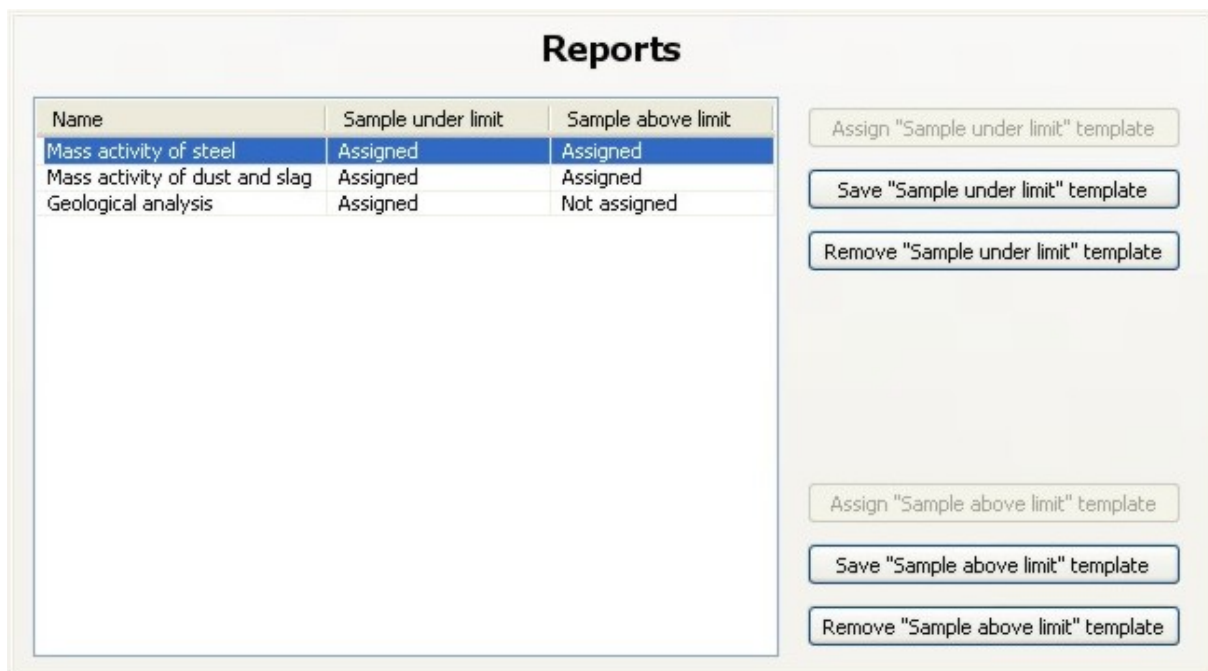 Reports
Name Sample under limit Sample above limit
Mass activity of steel Assigned Assigned
Mass activity of dust and slag Assigned Assigned
Geological analysis Assigned Not assigned
Assign "Sample under limit" template
Save "Sample under limit" template
Remove "Sample under limit" template
Assign "Sample above limit" template
Save "Sample above limit" template
Remove "Sample above limit" template